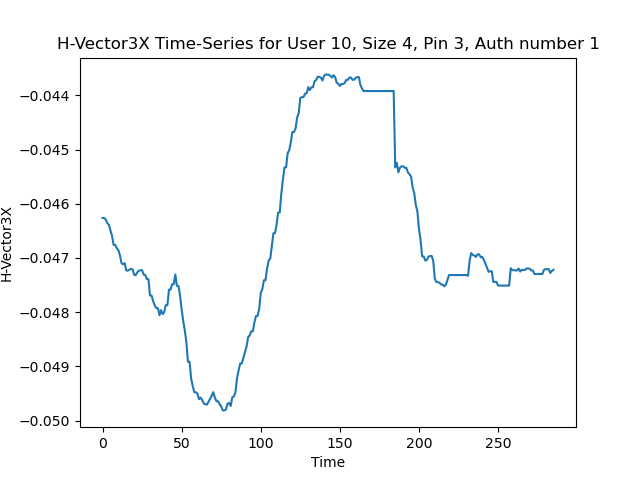 H-Vector3X Time-Series for User 10, Size 4, Pin 3, Auth number 1
−0.044
−0.045
−0.046
−0.047
−0.048
−0.049
−0.050
H-Vector3X
0 50 100 150 200 250
Time